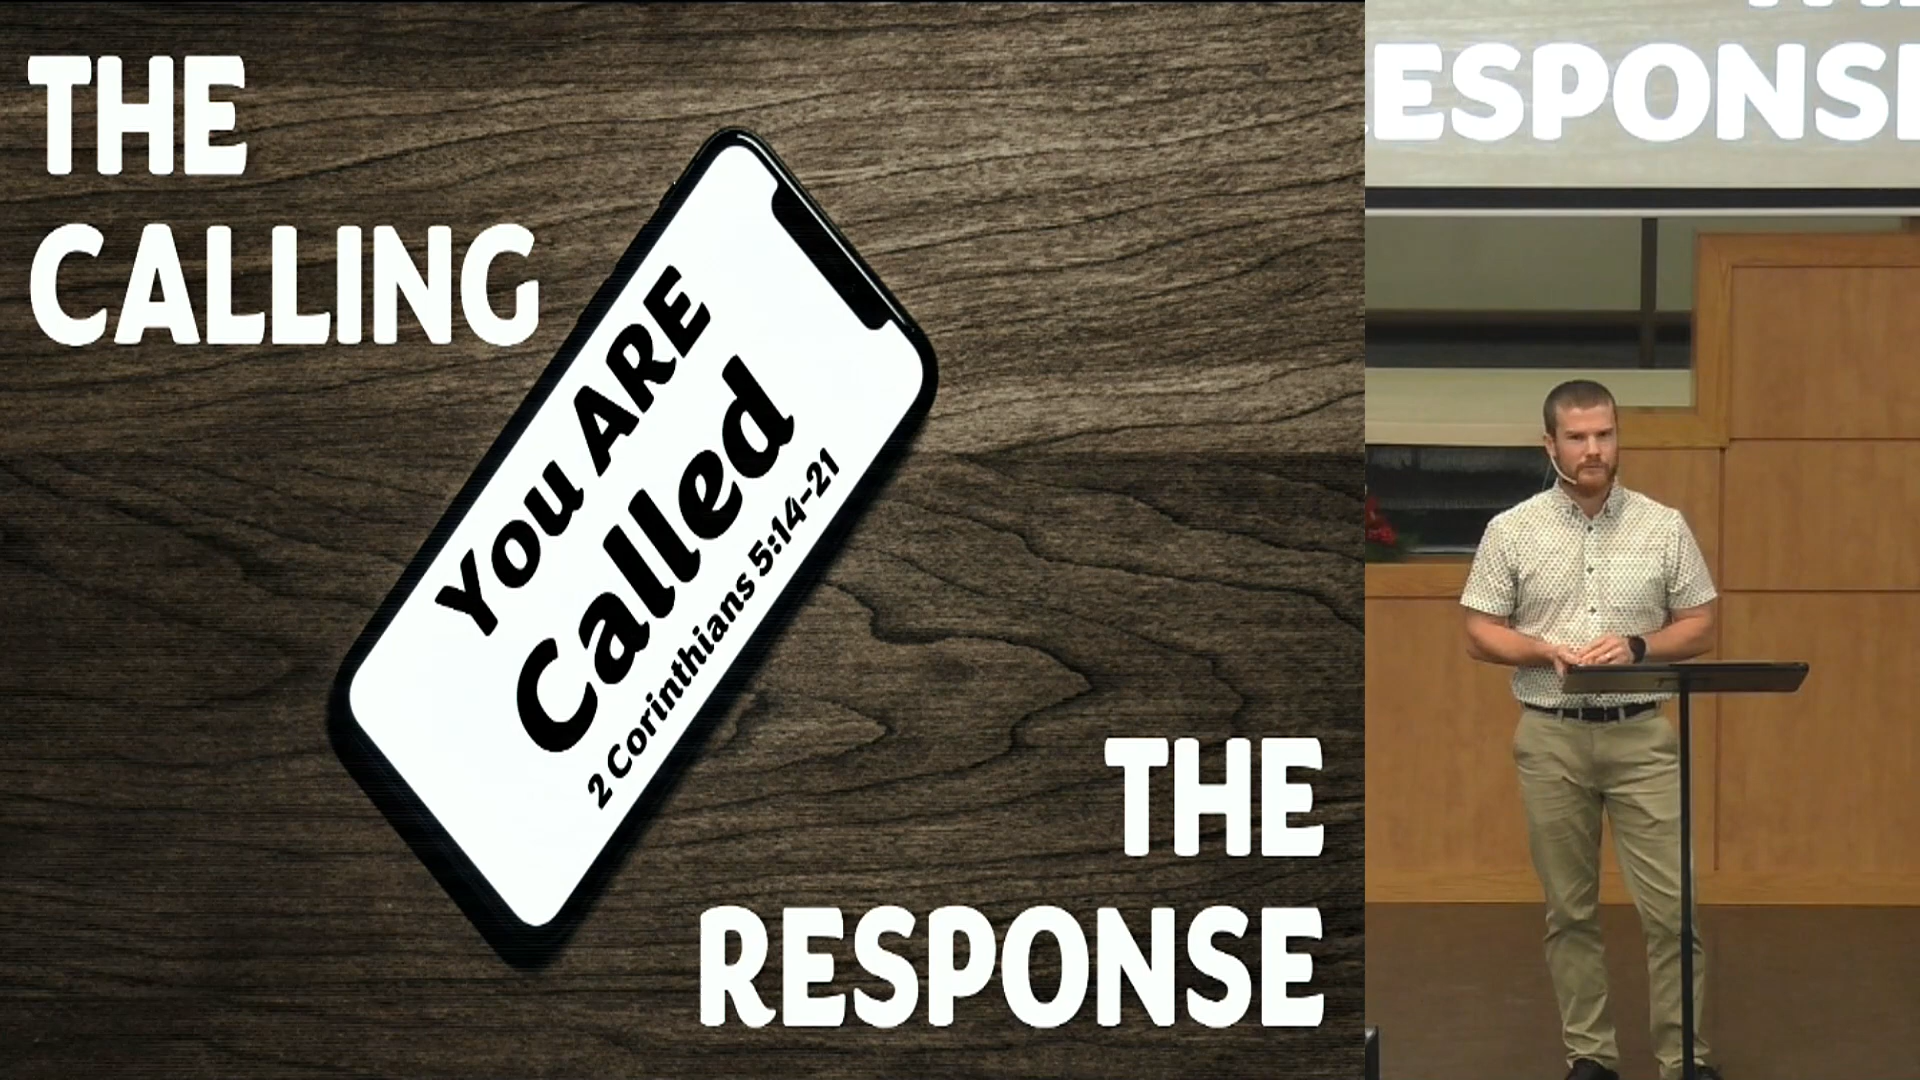 THE
CALLING
You ARE
Called
2 Corinthians 5:14-21
THE
RESPONSE
ESPONS